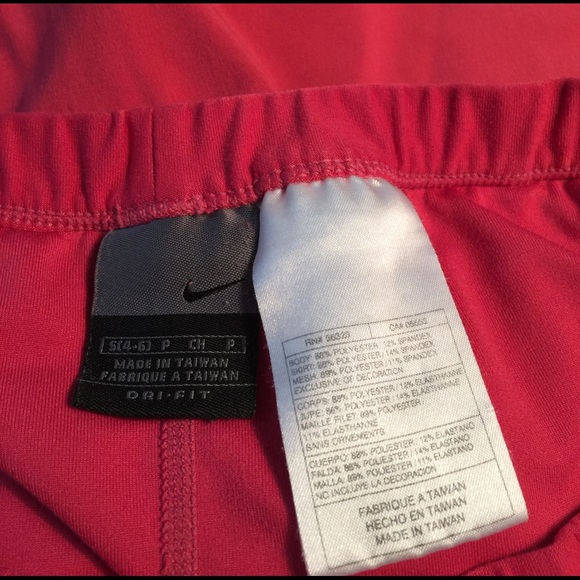 S(4-6) P CH P
MADE IN TAIWAN
FABRIQUE A TAIWAN
DRI-FIT
RN# 56323 CA# 05553
BODY: 88% POLYESTER / 12% SPANDEX
SKIRT: 86% POLYESTER / 14% SPANDEX
MESH: 89% POLYESTER / 11% SPANDEX
EXCLUSIVE OF DECORATION
CORPS: 88% POLYESTER / 12% ELASTHANNE
JUPE: 86% POLYESTER / 14% ELASTHANNE
MAILLE FILET: 89% POLYESTER /
11% ELASTHANNE
SANS ORNEMENTS
CUERPO: 88% POLIESTER / 12% ELASTANO
FALDA: 86% POLIESTER / 14% ELASTANO
MALLA: 89% POLIESTER / 11% ELASTANO
NO INCLUYE LA DECORACION
FABRIQUE A TAIWAN
HECHO EN TAIWAN
MADE IN TAIWAN